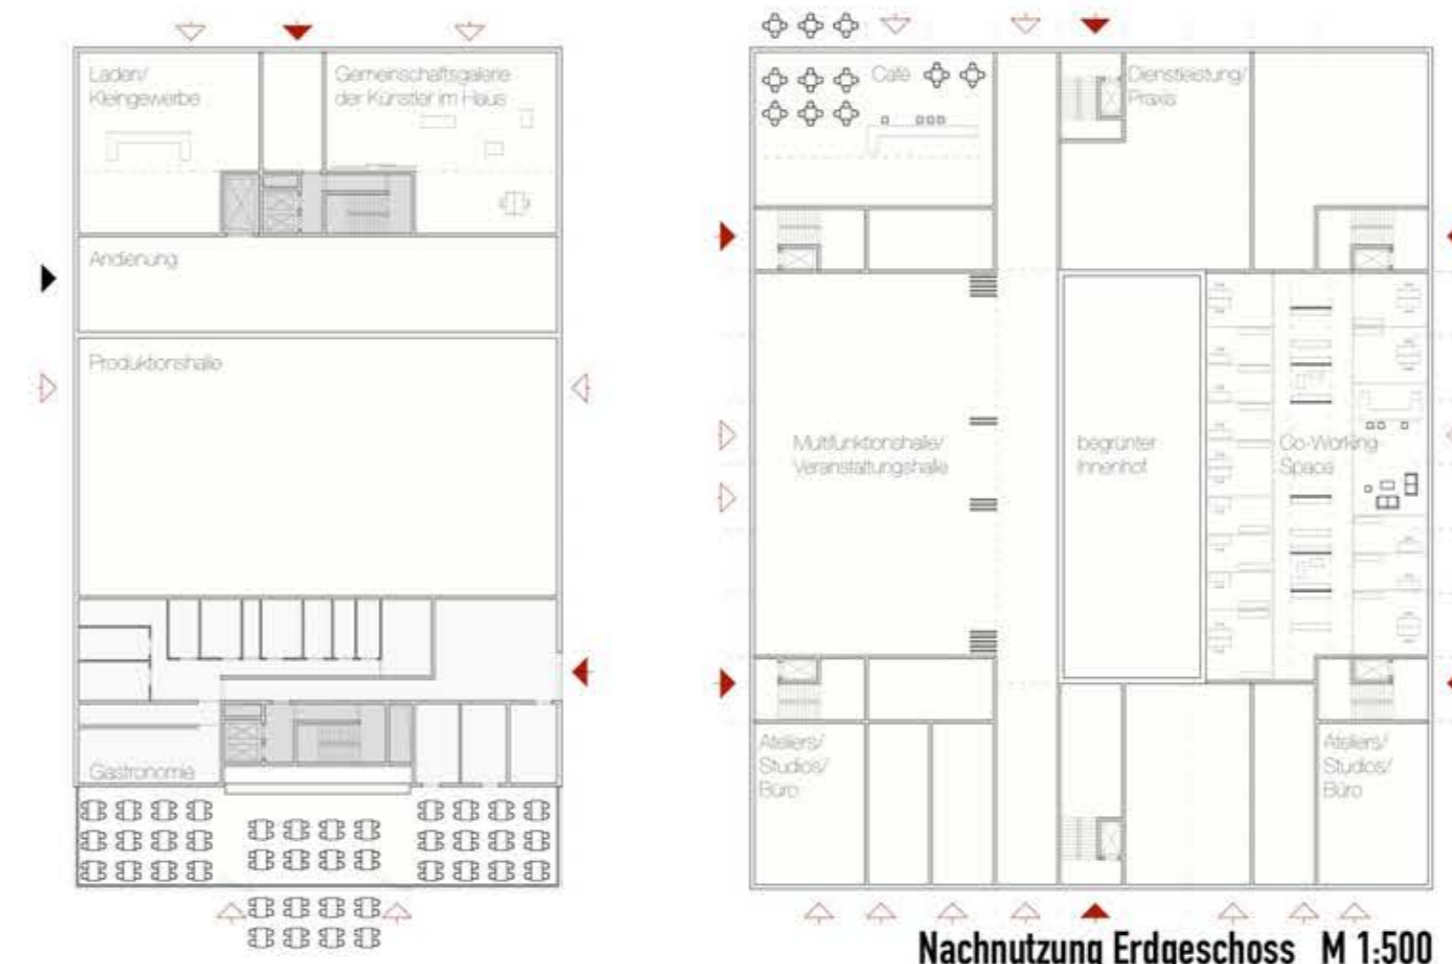 Laden/
Kleingewerbe
Gemeinschaftsgalerie
der Künstler im Haus
Andienung
Produktionshalle
Gastronomie
Café
Dienstleistung/
Praxis
Multifunktionshalle/
Veranstaltungshalle
begrünter
Innenhof
Co-Working
Space
Ateliers/
Studios/
Büro
Ateliers/
Studios/
Büro
Nachnutzung Erdgeschoss M 1:500